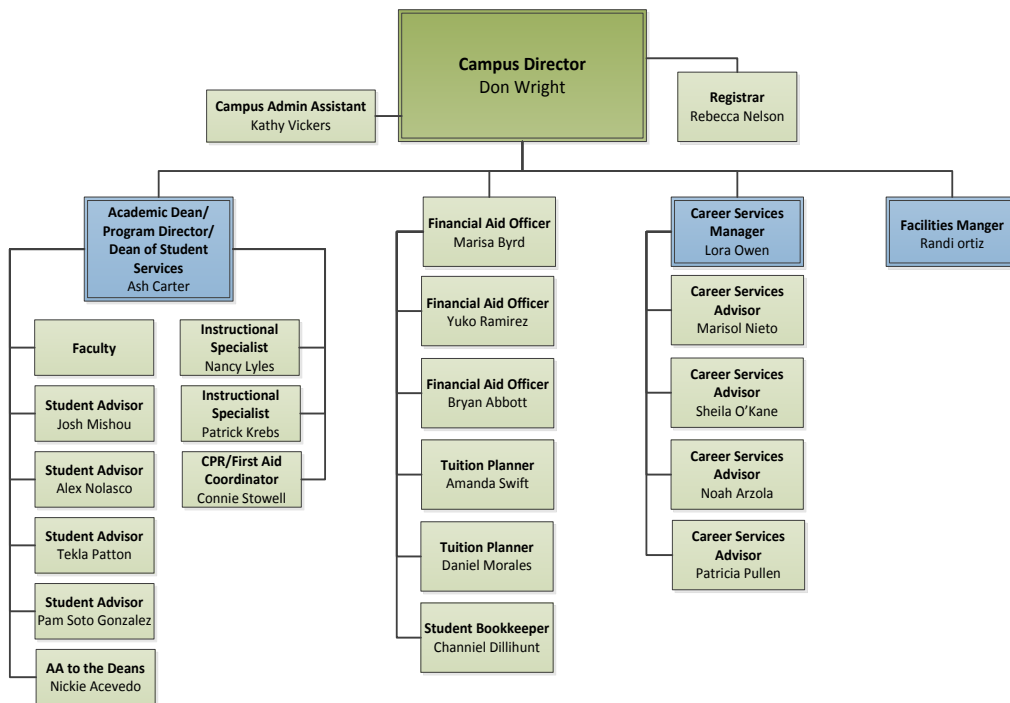 Campus Director
Don Wright
Campus Admin Assistant
Kathy Vickers
Registrar
Rebecca Nelson
Academic Dean/
Program Director/
Dean of Student
Services
Ash Carter
Faculty
Student Advisor
Josh Mishou
Student Advisor
Alex Nolasco
Student Advisor
Tekla Patton
Student Advisor
Pam Soto Gonzalez
AA to the Deans
Nickie Acevedo
Instructional
Specialist
Nancy Lyles
Instructional
Specialist
Patrick Krebs
CPR/First Aid
Coordinator
Connie Stowell
Financial Aid Officer
Marisa Byrd
Financial Aid Officer
Yuko Ramirez
Financial Aid Officer
Bryan Abbott
Tuition Planner
Amanda Swift
Tuition Planner
Daniel Morales
Student Bookkeeper
Channiel Dillihunt
Career Services
Manager
Lora Owen
Career Services
Advisor
Marisol Nieto
Career Services
Advisor
Sheila O’Kane
Career Services
Advisor
Noah Arzola
Career Services
Advisor
Patricia Pullen
Facilities Manger
Randi ortiz